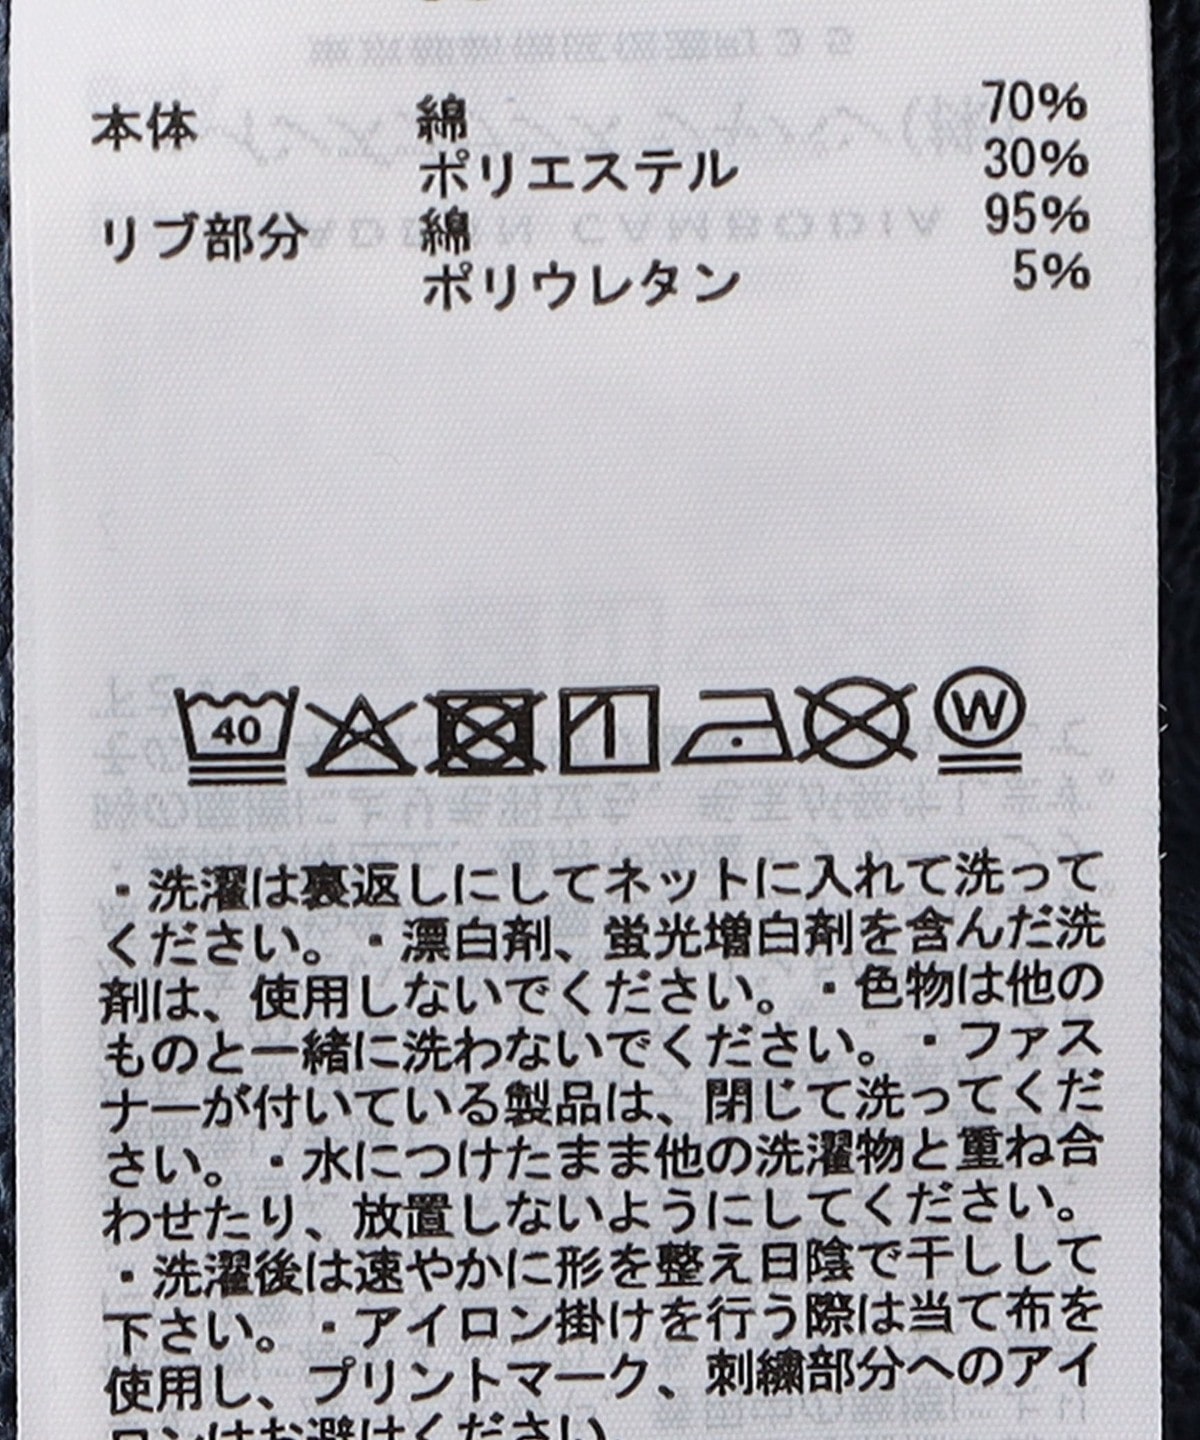 本体 綿 70%
ポリエステル 30%
リブ部分 綿 95%
ポリウレタン 5%
40 W
・洗濯は裏返しにしてネットに入れて洗って
ください。・漂白剤、蛍光増白剤を含んだ洗
剤は、使用しないでください。・色物は他の
ものと一緒に洗わないでください。・ファス
ナーが付いている製品は、閉じて洗ってくだ
さい。・水につけたまま他の洗濯物と重ね合
わせたり、放置しないようにしてください。
・洗濯後は速やかに形を整え日陰で干しして
下さい。・アイロン掛けを行う際は当て布を
使用し、プリントマーク、刺繍部分へのアイ
ロンはお避けください。